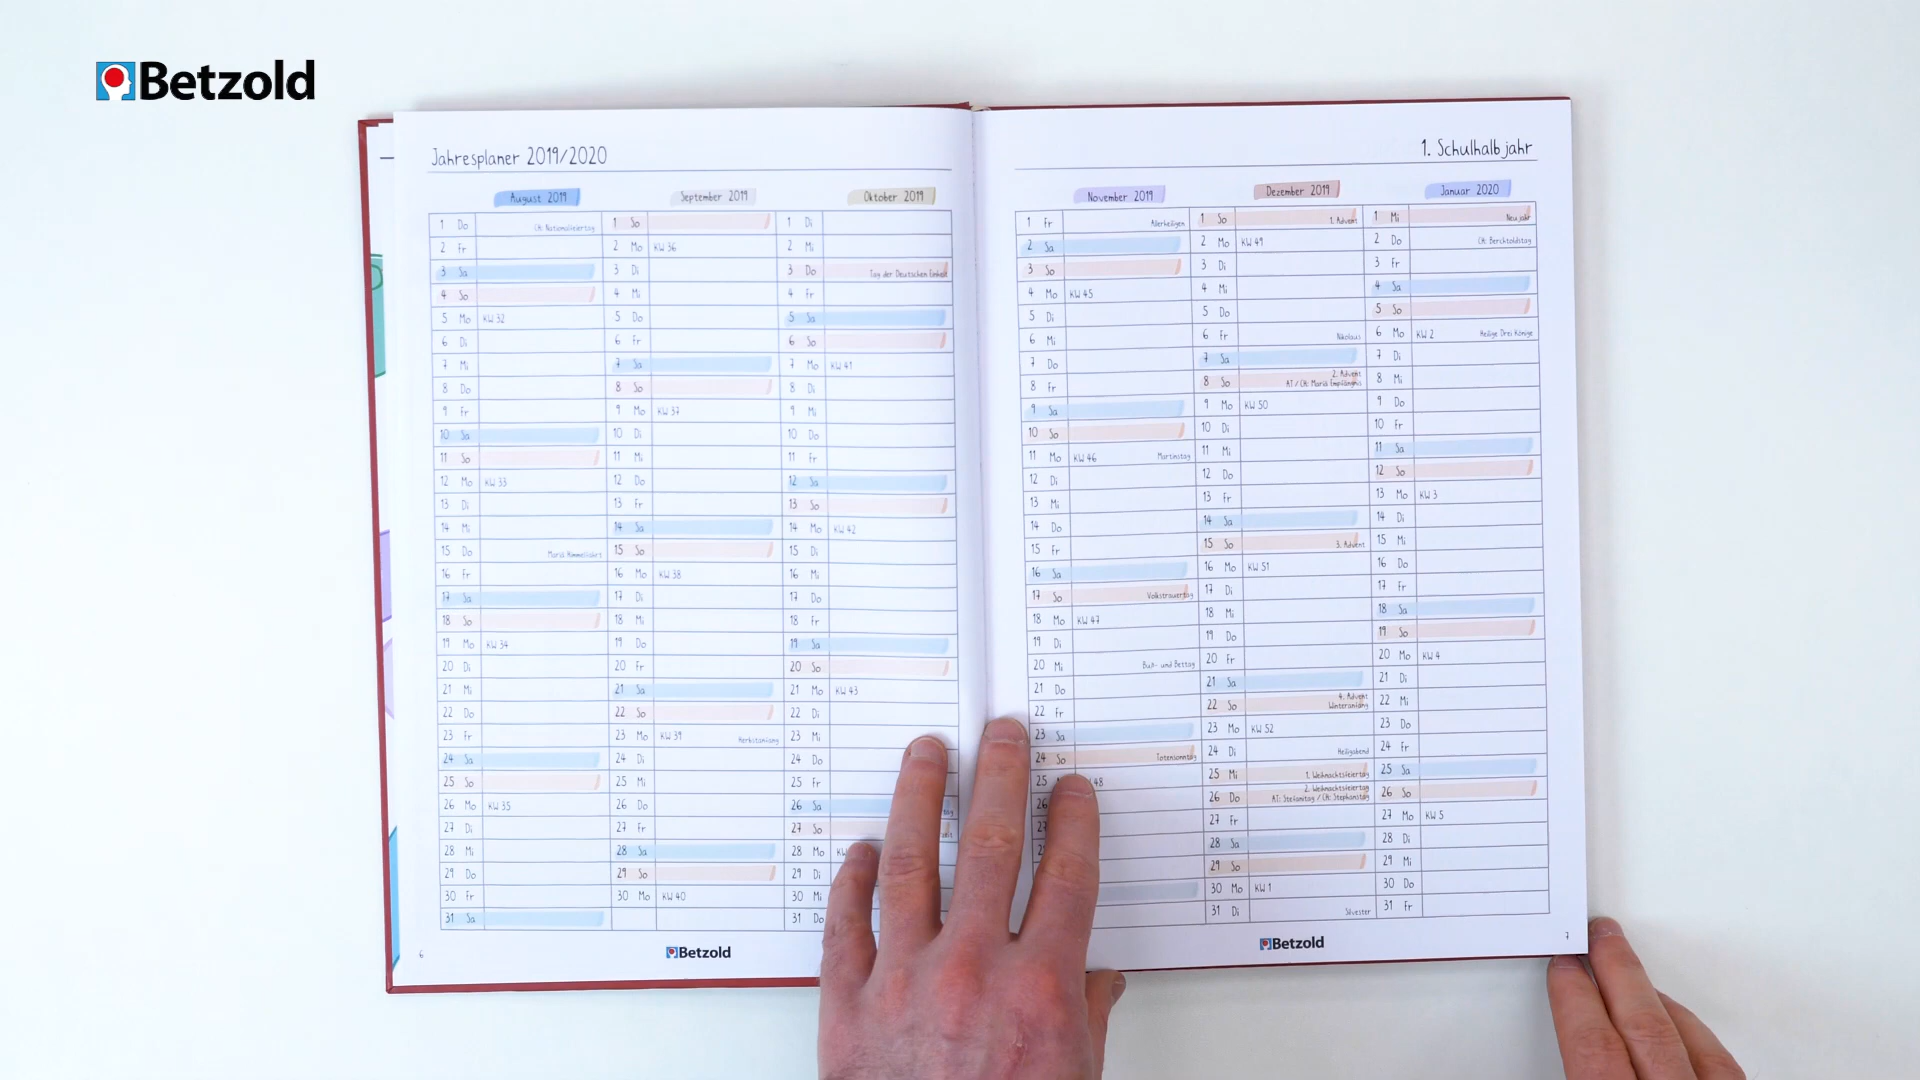 Betzold
Jahresplaner 2019/2020
August 2019
1 Do CH: Nationalfeiertag
2 Fr
3 Sa
4 So
5 Mo KW 32
6 Di
7 Mi
8 Do
9 Fr
10 Sa
11 So
12 Mo KW 33
13 Di
14 Mi
15 Do Mariä Himmelfahrt
16 Fr
17 Sa
18 So
19 Mo KW 34
20 Di
21 Mi
22 Do
23 Fr
24 Sa
25 So
26 Mo KW 35
27 Di
28 Mi
29 Do
30 Fr
31 Sa
September 2019
1 So
2 Mo KW 36
3 Di
4 Mi
5 Do
6 Fr
7 Sa
8 So
9 Mo KW 37
10 Di
11 Mi
12 Do
13 Fr
14 Sa
15 So
16 Mo KW 38
17 Di
18 Mi
19 Do
20 Fr
21 Sa
22 So
23 Mo KW 39 Herbstanfang
24 Di
25 Mi
26 Do
27 Fr
28 Sa
29 So
30 Mo KW 40
Oktober 2019
1 Di
2 Mi
3 Do Tag der Deutschen Einheit
4 Fr
5 Sa
6 So
7 Mo KW 41
8 Di
9 Mi
10 Do
11 Fr
12 Sa
13 So
14 Mo KW 42
15 Di
16 Mi
17 Do
18 Fr
19 Sa
20 So
21 Mo KW 43
22 Di
23 Mi
24 Do
25 Fr
26 Sa
27 So
28 Mo
29 Di
30 Mi
31 Do
6
Betzold
1. Schulhalbjahr
November 2019
1 Fr Allerheiligen
2 Sa
3 So
4 Mo KW 45
5 Di
6 Mi
7 Do
8 Fr
9 Sa
10 So
11 Mo KW 46 Martinstag
12 Di
13 Mi
14 Do
15 Fr
16 Sa
17 So Volkstrauertag
18 Mo KW 47
19 Di
20 Mi Buß- und Bettag
21 Do
22 Fr
23 Sa
24 So Totensonntag
25 48
26
27
Dezember 2019
1 So 1. Advent
2 Mo KW 49
3 Di
4 Mi
5 Do
6 Fr Nikolaus
7 Sa
8 So 2. Advent
AT / CH: Mariä Empfängnis
9 Mo KW 50
10 Di
11 Mi
12 Do
13 Fr
14 Sa
15 So 3. Advent
16 Mo KW 51
17 Di
18 Mi
19 Do
20 Fr
21 Sa
22 So 4. Advent
Winteranfang
23 Mo KW 52
24 Di Heiligabend
25 Mi 1. Weihnachtsfeiertag
26 Do 2. Weihnachtsfeiertag
AT: Stefanitag / CH: Stephanstag
27 Fr
28 Sa
29 So
30 Mo KW 1
31 Di Silvester
Januar 2020
1 Mi Neujahr
2 Do CH: Berchtoldstag
3 Fr
4 Sa
5 So
6 Mo KW 2 Heilige Drei Könige
7 Di
8 Mi
9 Do
10 Fr
11 Sa
12 So
13 Mo KW 3
14 Di
15 Mi
16 Do
17 Fr
18 Sa
19 So
20 Mo KW 4
21 Di
22 Mi
23 Do
24 Fr
25 Sa
26 So
27 Mo KW 5
28 Di
29 Mi
30 Do
31 Fr
Betzold
7